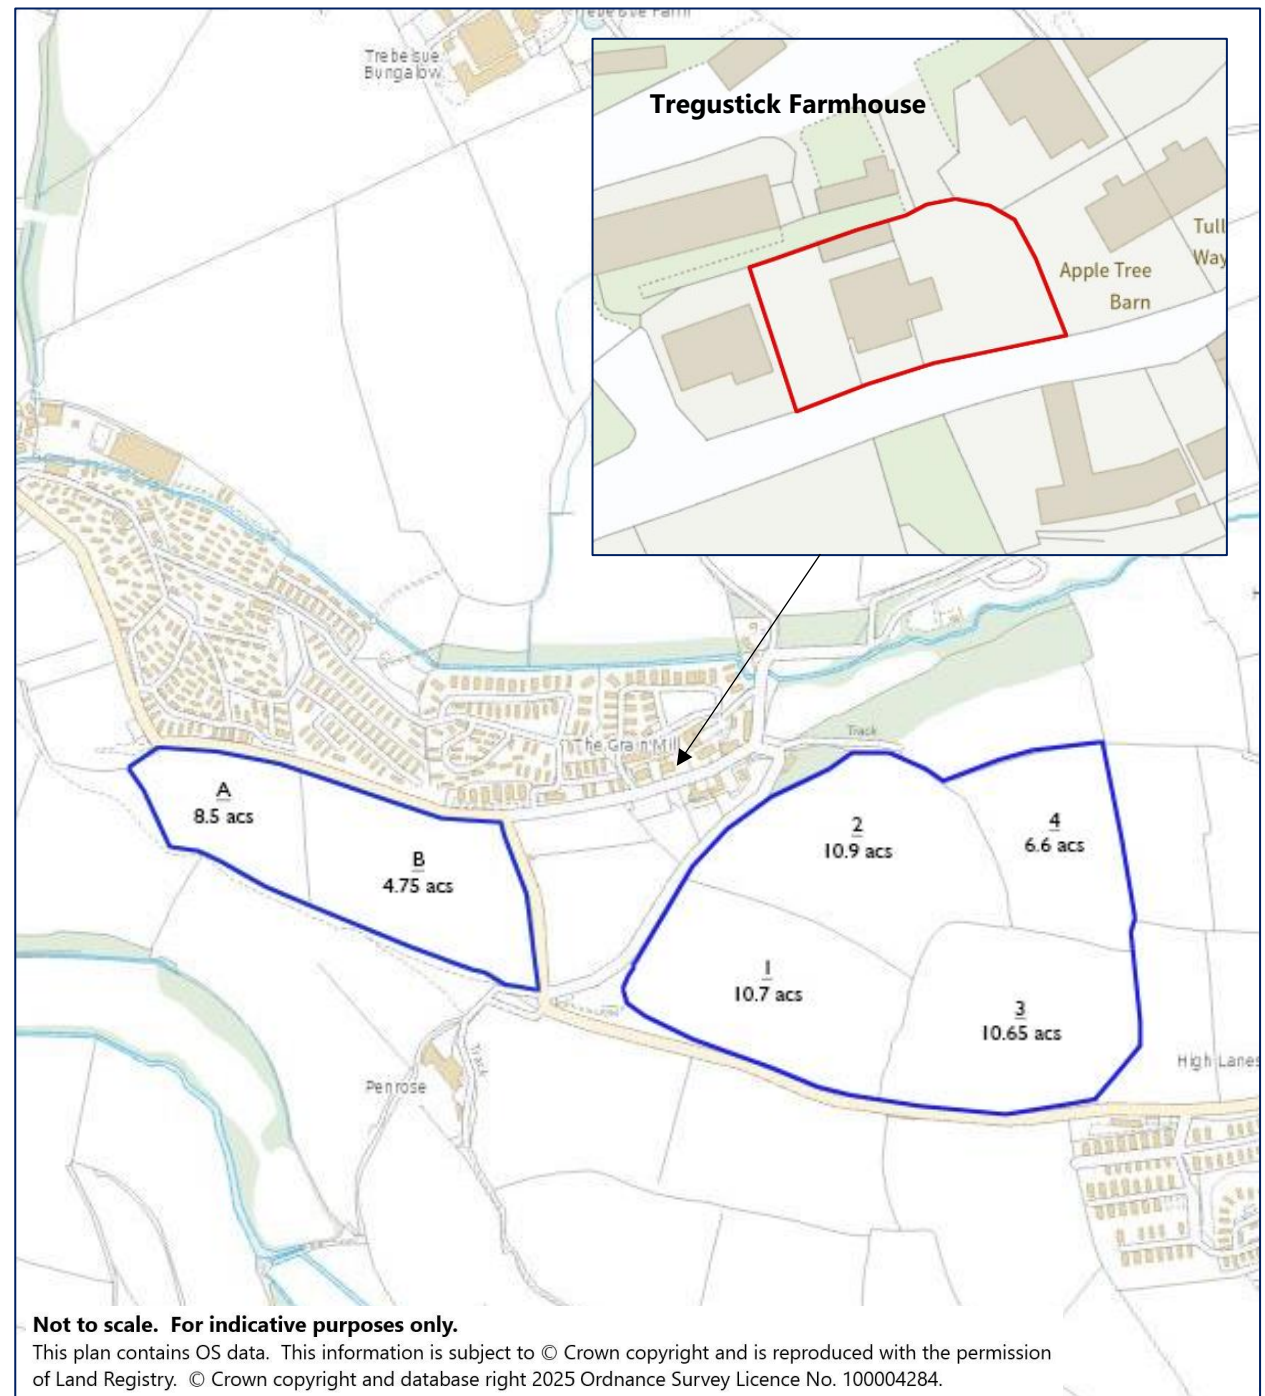 Trebelsue Farm
Trebelsue
Bungalow
Tregustick Farmhouse
Tull
Way
Apple Tree
Barn
Track
The Grain Mill
A
8.5 acs
B
4.75 acs
2
10.9 acs
4
6.6 acs
1
10.7 acs
3
10.65 acs
High Lanes
Track
Penrose
Not to scale.  For indicative purposes only.
This plan contains OS data.  This information is subject to © Crown copyright and is reproduced with the permission
of Land Registry.  © Crown copyright and database right 2025 Ordnance Survey Licence No. 100004284.